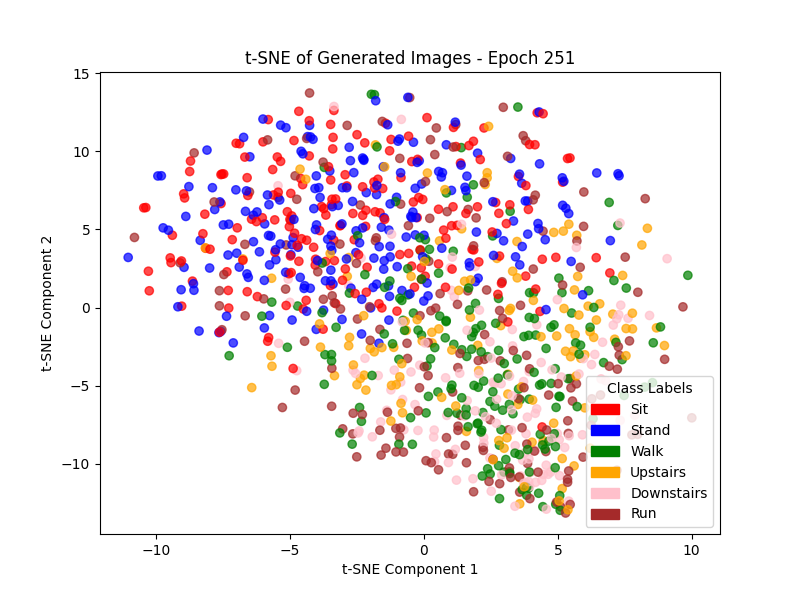 t-SNE of Generated Images - Epoch 251
15
10
5
0
−5
−10
t-SNE Component 2
−10
−5
0
5
10
t-SNE Component 1
Class Labels
Sit
Stand
Walk
Upstairs
Downstairs
Run